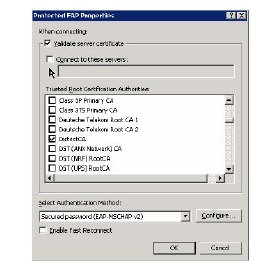 Protected EAP Properties
When connecting:
Validate server certificate
Connect to these servers:
Trusted Root Certification Authorities:
Class 3P Primary CA
Class 3TS Primary CA
Deutsche Telekom Root CA 1
Deutsche Telekom Root CA 2
DST (ANX Network) CA
DST (NRF) RootCA
DST (UPS) RootCA
Select Authentication Method:
Secured password (EAP-MSCHAP v2)
Configure...
Enable Fast Reconnect
OK
Cancel